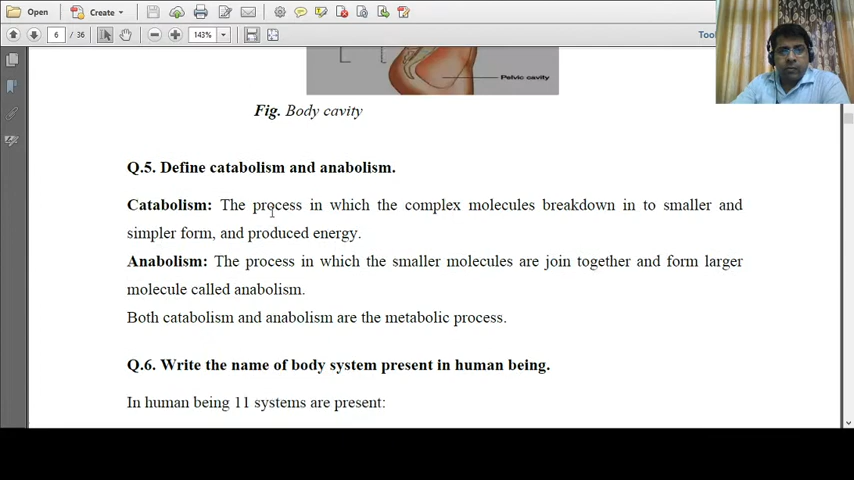 Open Create
6 / 36 143% Tool
Pelvic cavity
Fig. Body cavity
Q.5. Define catabolism and anabolism.
Catabolism: The process in which the complex molecules breakdown in to smaller and
simpler form, and produced energy.
Anabolism: The process in which the smaller molecules are join together and form larger
molecule called anabolism.
Both catabolism and anabolism are the metabolic process.
Q.6. Write the name of body system present in human being.
In human being 11 systems are present: